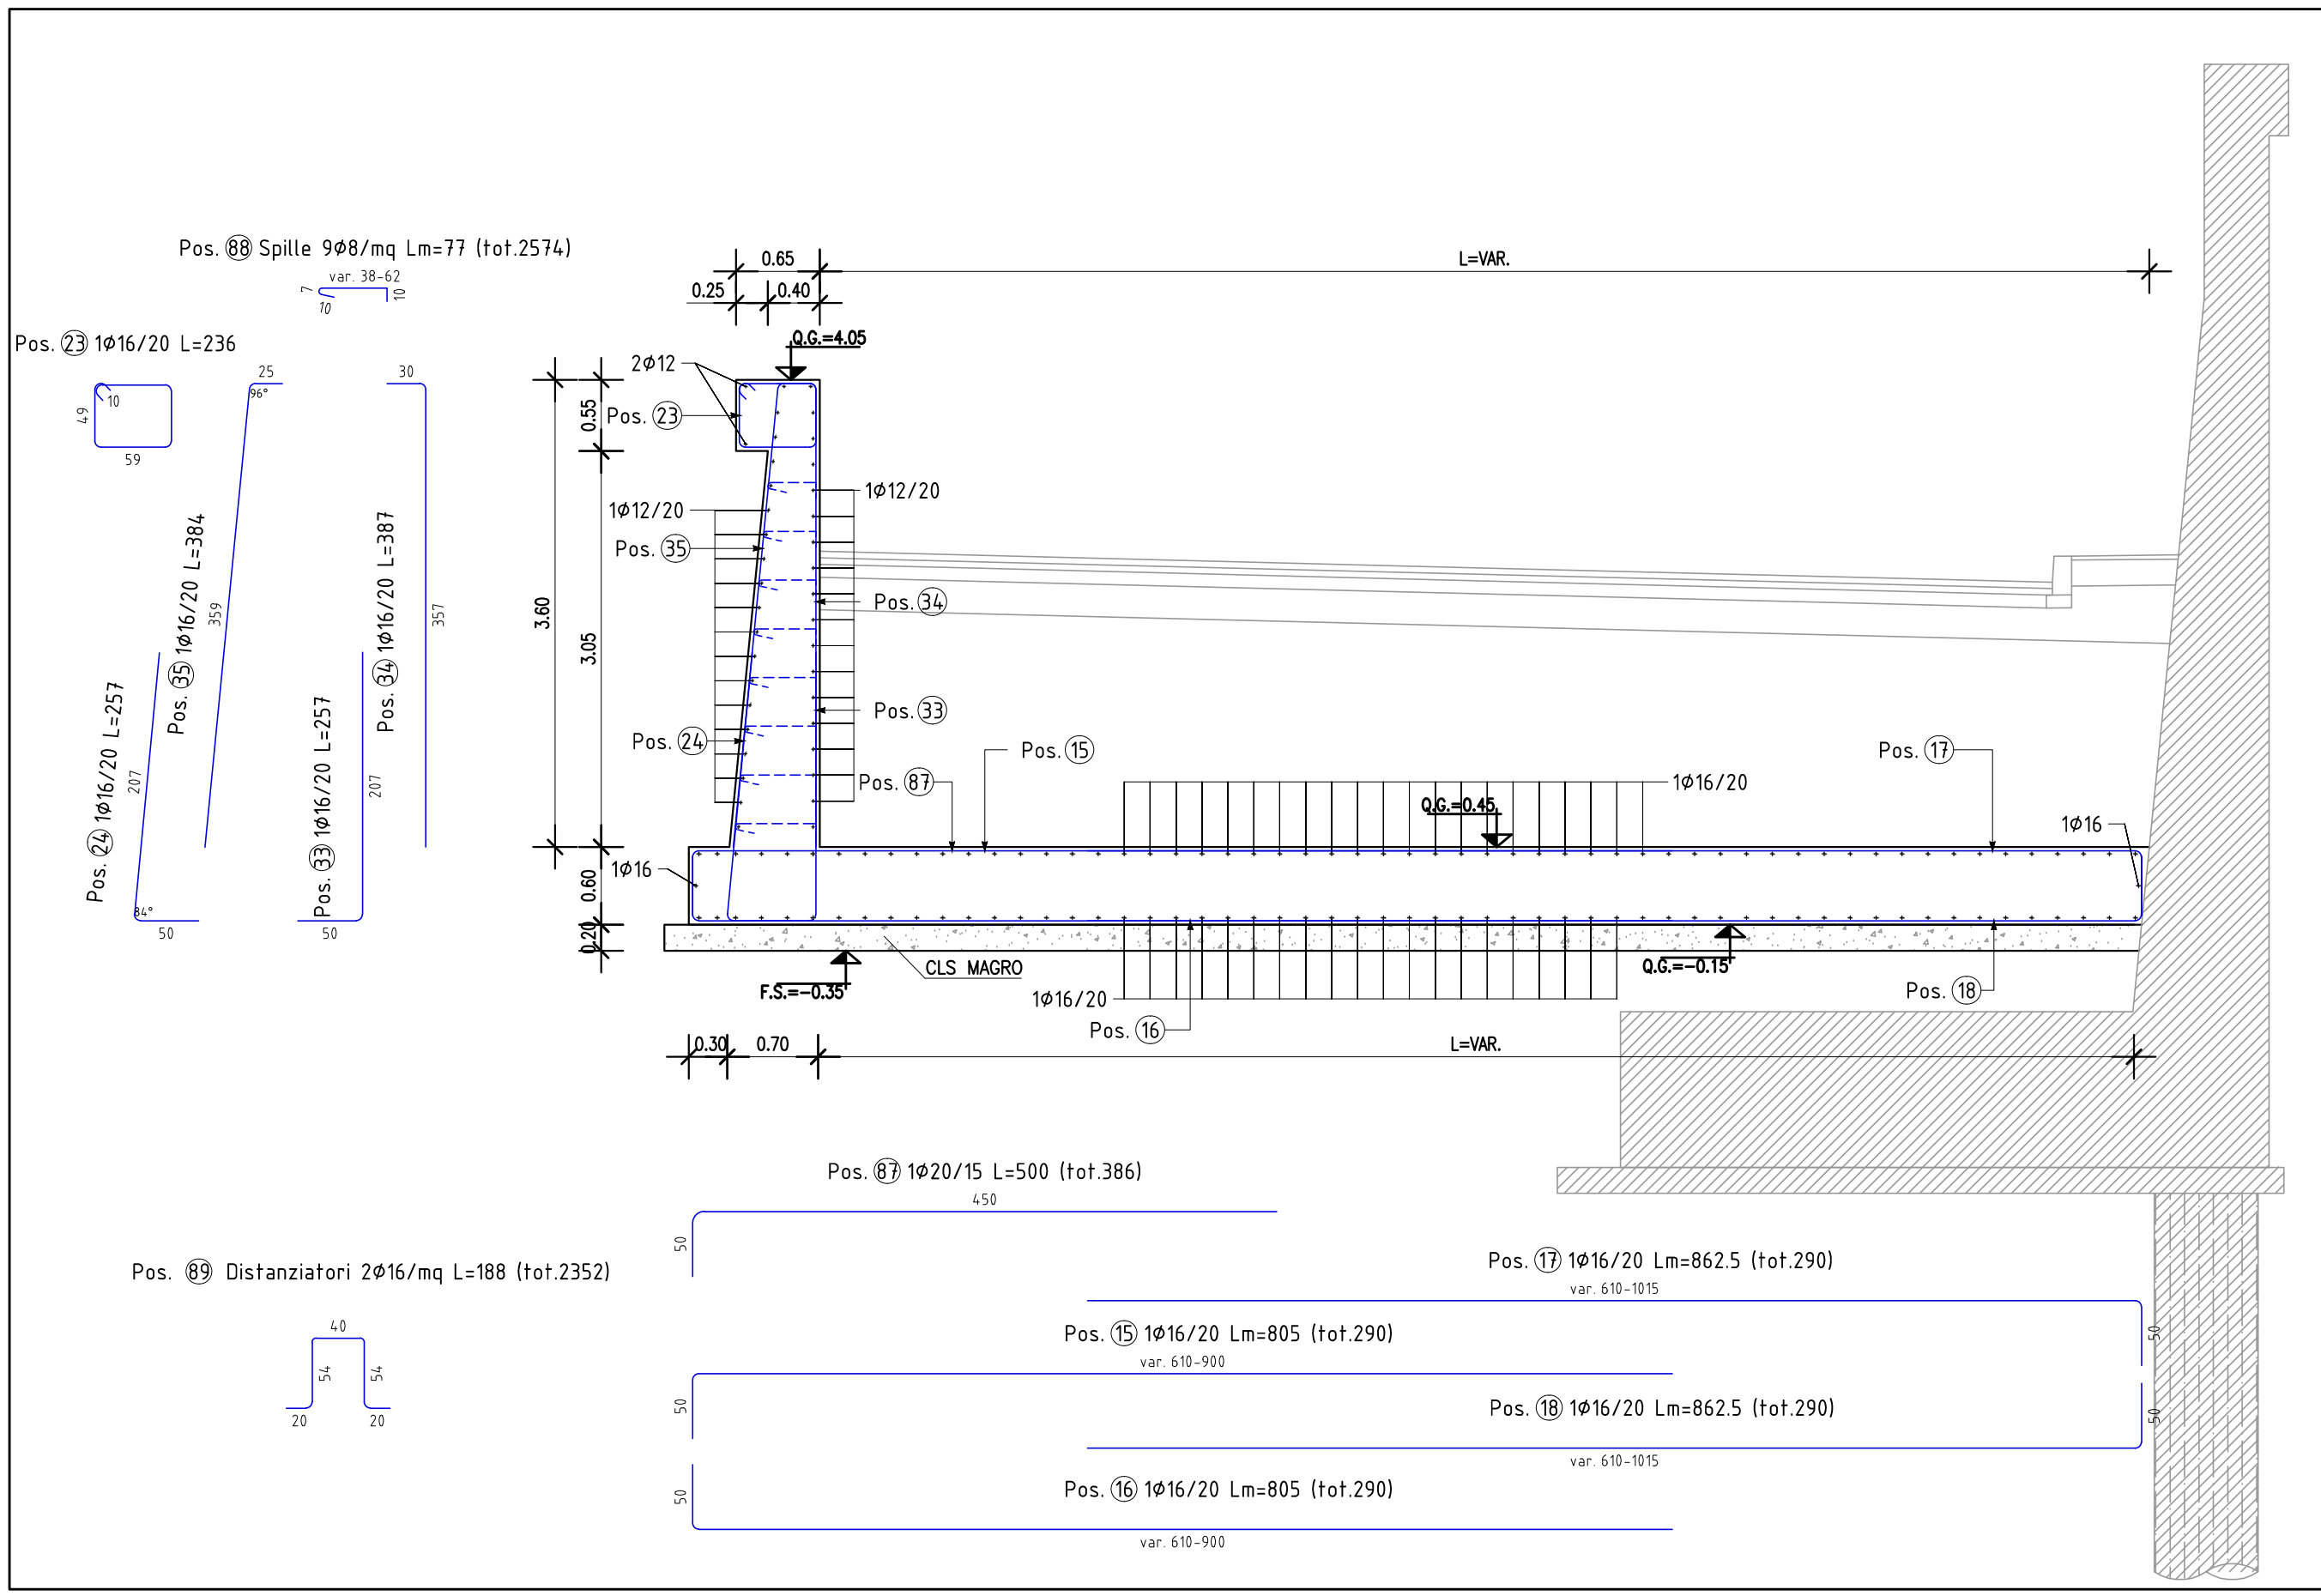 Pos. 88 Spille 9Ø8/mq Lm=77 (tot.2574)
var. 38-62
7
10
10
Pos. 23 1Ø16/20 L=236
49
10
59
25
96°
30
Pos. 35 1Ø16/20 L=384
359
Pos. 34 1Ø16/20 L=387
357
Pos. 24 1Ø16/20 L=257
207
84°
50
Pos. 33 1Ø16/20 L=257
207
50
0.65
L=VAR.
0.25
0.40
Q.G.=4.05
2Ø12
Pos. 23
0.55
3.60
3.05
0.60
0.20
1Ø12/20
1Ø12/20
Pos. 35
Pos. 34
Pos. 33
Pos. 24
Pos. 15
Pos. 87
Pos. 17
1Ø16/20
Q.G.=0.45
1Ø16
1Ø16
CLS MAGRO
F.S.=-0.35
Q.G.=-0.15
1Ø16/20
Pos. 16
Pos. 18
0.30
0.70
L=VAR.
Pos. 87 1Ø20/15 L=500 (tot.386)
450
50
Pos. 17 1Ø16/20 Lm=862.5 (tot.290)
var. 610-1015
50
Pos. 15 1Ø16/20 Lm=805 (tot.290)
var. 610-900
50
Pos. 18 1Ø16/20 Lm=862.5 (tot.290)
50
var. 610-1015
Pos. 16 1Ø16/20 Lm=805 (tot.290)
50
var. 610-900
Pos. 89 Distanziatori 2Ø16/mq L=188 (tot.2352)
40
54
54
20
20